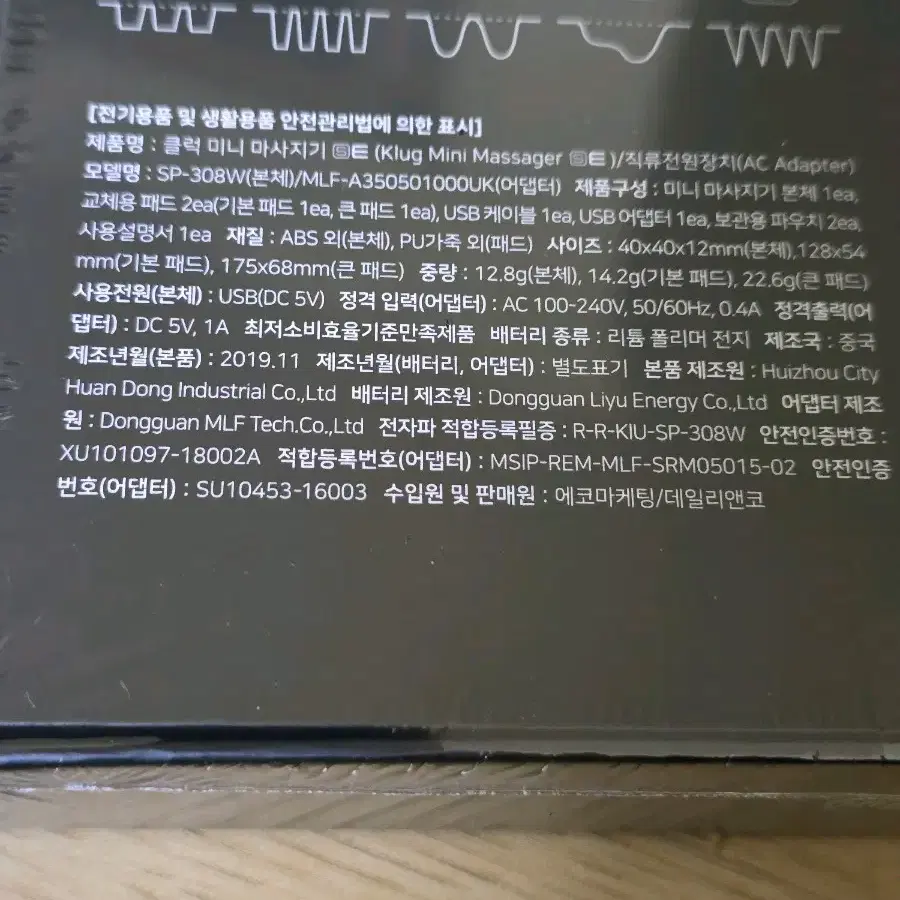 [전기용품 및 생활용품 안전관리법에 의한 표시]
제품명 : 클럭 미니 마사지기 SE (Klug Mini Massager SE )/직류전원장치(AC Adapter)
모델명 : SP-308W(본체)/MLF-A350501000UK(어댑터) 제품구성 : 미니 마사지기 본체 1ea,
교체용 패드 2ea(기본 패드 1ea, 큰 패드 1ea), USB 케이블 1ea, USB 어댑터 1ea, 보관용 파우치 2ea,
사용설명서 1ea 재질 : ABS 외(본체), PU가죽 외(패드) 사이즈 : 40x40x12mm(본체),128x54
mm(기본 패드), 175x68mm(큰 패드) 중량 : 12.8g(본체), 14.2g(기본 패드), 22.6g(큰 패드)
사용전원(본체) : USB(DC 5V) 정격 입력(어댑터) : AC 100-240V, 50/60Hz, 0.4A 정격출력(어
댑터) : DC 5V, 1A 최저소비효율기준만족제품 배터리 종류 : 리튬 폴리머 전지 제조국 : 중국
제조년월(본품) : 2019.11 제조년월(배터리, 어댑터) : 별도표기 본품 제조원 : Huizhou City
Huan Dong Industrial Co.,Ltd 배터리 제조원 : Dongguan Liyu Energy Co.,Ltd 어댑터 제조
원 : Dongguan MLF Tech.Co.,Ltd 전자파 적합등록필증 : R-R-KIU-SP-308W 안전인증번호 :
XU101097-18002A 적합등록번호(어댑터) : MSIP-REM-MLF-SRM05015-02 안전인증
번호(어댑터) : SU10453-16003 수입원 및 판매원 : 에코마케팅/데일리앤코